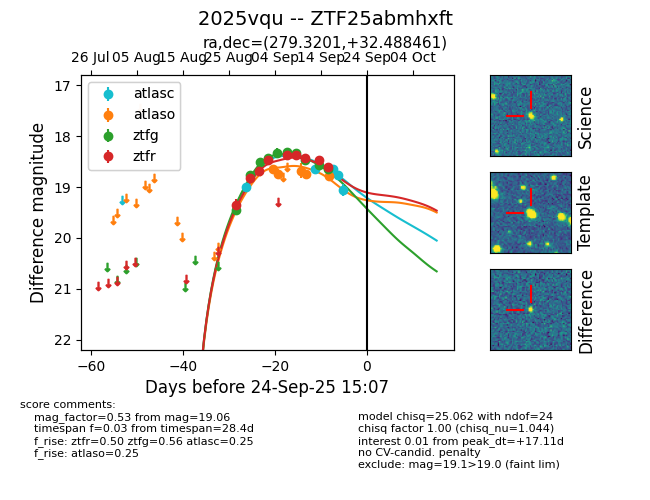 2025vqu -- ZTF25abmhxft
ra,dec=(279.3201,+32.488461)
26 Jul 05 Aug 15 Aug 25 Aug 04 Sep 14 Sep 24 Sep 04 Oct
atlasc
atlaso
ztfg
ztfr
17
18
19
20
21
22
Difference magnitude
−60 −40 −20 0
Days before 24-Sep-25 15:07
Science
Template
Difference
score comments:
mag_factor=0.53 from mag=19.06
timespan f=0.03 from timespan=28.4d
f_rise: ztfr=0.50 ztfg=0.56 atlasc=0.25
f_rise: atlaso=0.25
model chisq=25.062 with ndof=24
chisq factor 1.00 (chisq_nu=1.044)
interest 0.01 from peak_dt=+17.11d
no CV-candid. penalty
exclude: mag=19.1>19.0 (faint lim)